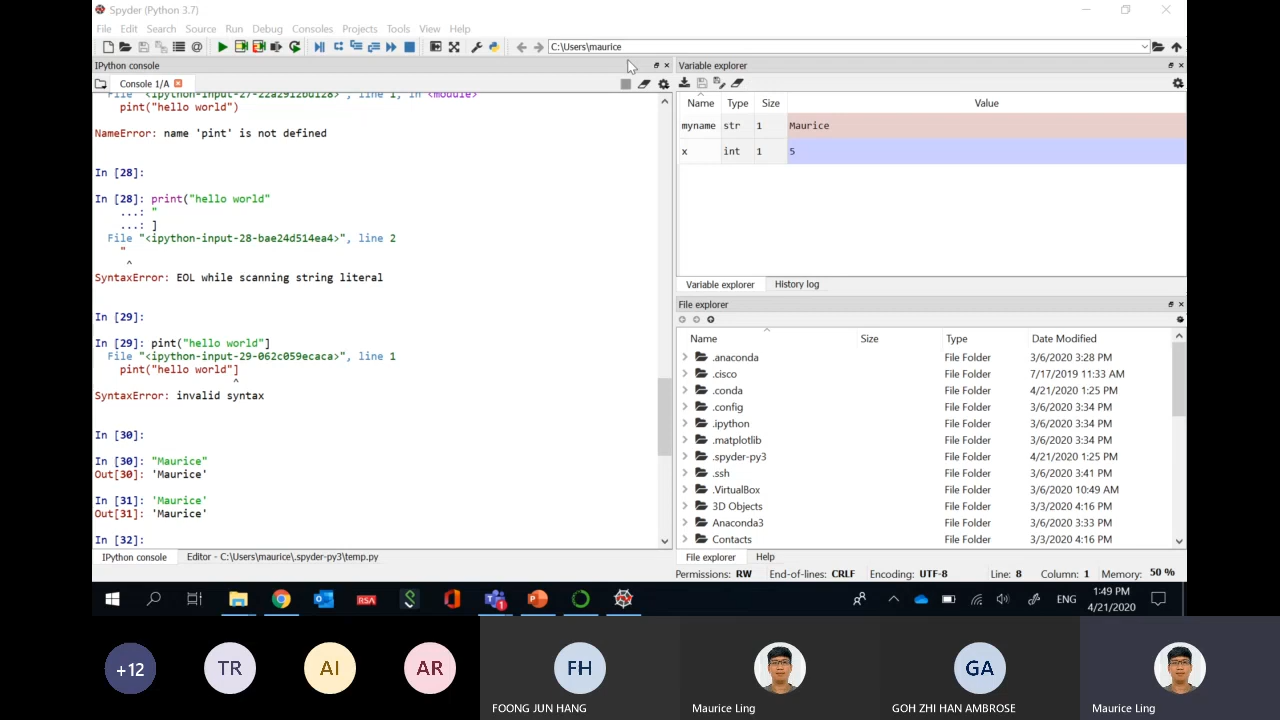 Spyder (Python 3.7)
File Edit Search Source Run Debug Consoles Projects Tools View Help
C:\Users\maurice
IPython console
Console 1/A
File "<ipython-input-27-22a2912bd128>", line 1, in <module>
pint("hello world")
NameError: name 'pint' is not defined
In [28]:
In [28]: print("hello world"
...: "
...: ]
File "<ipython-input-28-bae24d514ea4>", line 2
"
^
SyntaxError: EOL while scanning string literal
In [29]:
In [29]: pint("hello world"]
File "<ipython-input-29-062c059ecaca>", line 1
pint("hello world"]
^
SyntaxError: invalid syntax
In [30]:
In [30]: "Maurice"
Out[30]: 'Maurice'
In [31]: 'Maurice'
Out[31]: 'Maurice'
In [32]:
IPython console Editor - C:\Users\maurice\.spyder-py3\temp.py
Variable explorer
Name Type Size Value
myname str 1 Maurice
x int 1 5
Variable explorer History log
File explorer
Name Size Type Date Modified
.anaconda File Folder 3/6/2020 3:28 PM
.cisco File Folder 7/17/2019 11:33 AM
.conda File Folder 4/21/2020 1:25 PM
.config File Folder 3/6/2020 3:34 PM
.ipython File Folder 3/6/2020 3:34 PM
.matplotlib File Folder 3/6/2020 3:34 PM
.spyder-py3 File Folder 4/21/2020 1:25 PM
.ssh File Folder 3/6/2020 3:41 PM
.VirtualBox File Folder 3/6/2020 10:49 AM
3D Objects File Folder 3/3/2020 4:16 PM
Anaconda3 File Folder 3/6/2020 3:33 PM
Contacts File Folder 3/3/2020 4:16 PM
File explorer Help
Permissions: RW End-of-lines: CRLF Encoding: UTF-8 Line: 8 Column: 1 Memory: 50 %
RSA
1
ENG
1:49 PM
4/21/2020
+12 TR AI AR FH GA
FOONG JUN HANG Maurice Ling GOH ZHI HAN AMBROSE Maurice Ling